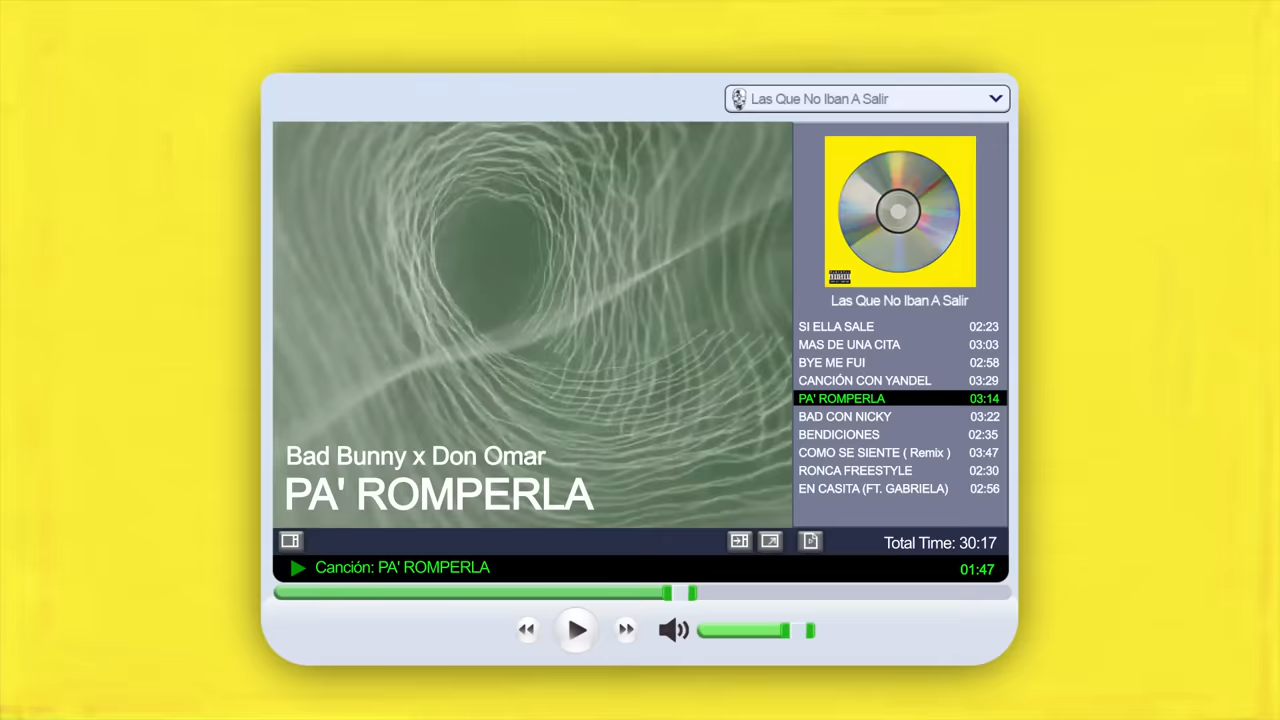 Las Que No Iban A Salir
Las Que No Iban A Salir
SI ELLA SALE 02:23
MAS DE UNA CITA 03:03
BYE ME FUI 02:58
CANCIÓN CON YANDEL 03:29
PA' ROMPERLA 03:14
BAD CON NICKY 03:22
BENDICIONES 02:35
COMO SE SIENTE ( Remix ) 03:47
RONCA FREESTYLE 02:30
EN CASITA (FT. GABRIELA) 02:56
Bad Bunny x Don Omar
PA' ROMPERLA
Total Time: 30:17
Canción: PA' ROMPERLA 01:47